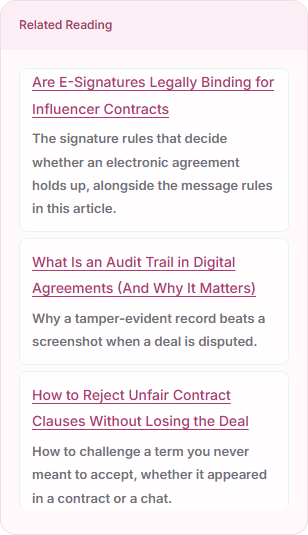 Related Reading
Are E-Signatures Legally Binding for
Influencer Contracts
The signature rules that decide
whether an electronic agreement
holds up, alongside the message rules
in this article.
What Is an Audit Trail in Digital
Agreements (And Why It Matters)
Why a tamper-evident record beats a
screenshot when a deal is disputed.
How to Reject Unfair Contract
Clauses Without Losing the Deal
How to challenge a term you never
meant to accept, whether it appeared
in a contract or a chat.